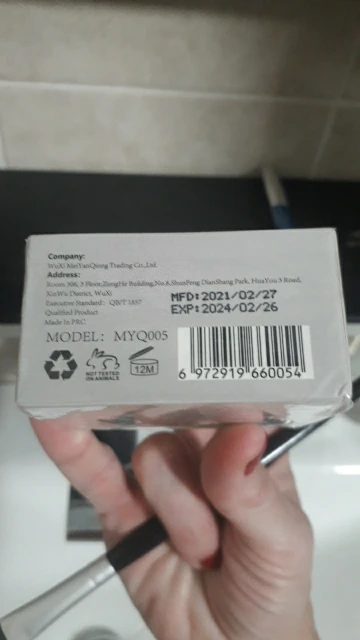 Company:
WuXi MeiYanQiong Trading Co.,Ltd.
Address:
Room 308, 3 Floor,ZongHe Building,No.8,ShunFeng DianShang Park, HuaYou 3 Road,
XinWu District, WuXi
Executive Standard: QB/T 1837
Qualified Product
Made In PRC
MFD:2021/02/27
EXP:2024/02/26
MODEL: MYQ005
NOT TESTED
ON ANIMALS
12M
6 972919 660054